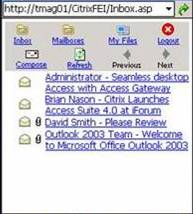 http://tmag01/CitrixFEI/Inbox.asp
Inbox Mailboxes My Files Logout
Compose Refresh Previous Next
Administrator - Seamless desktop
Access with Access Gateway
Brian Nason - Citrix Launches
Access Suite 4.0 at iForum
David Smith - Please Review
Outlook 2003 Team - Welcome
to Microsoft Office Outlook 2003